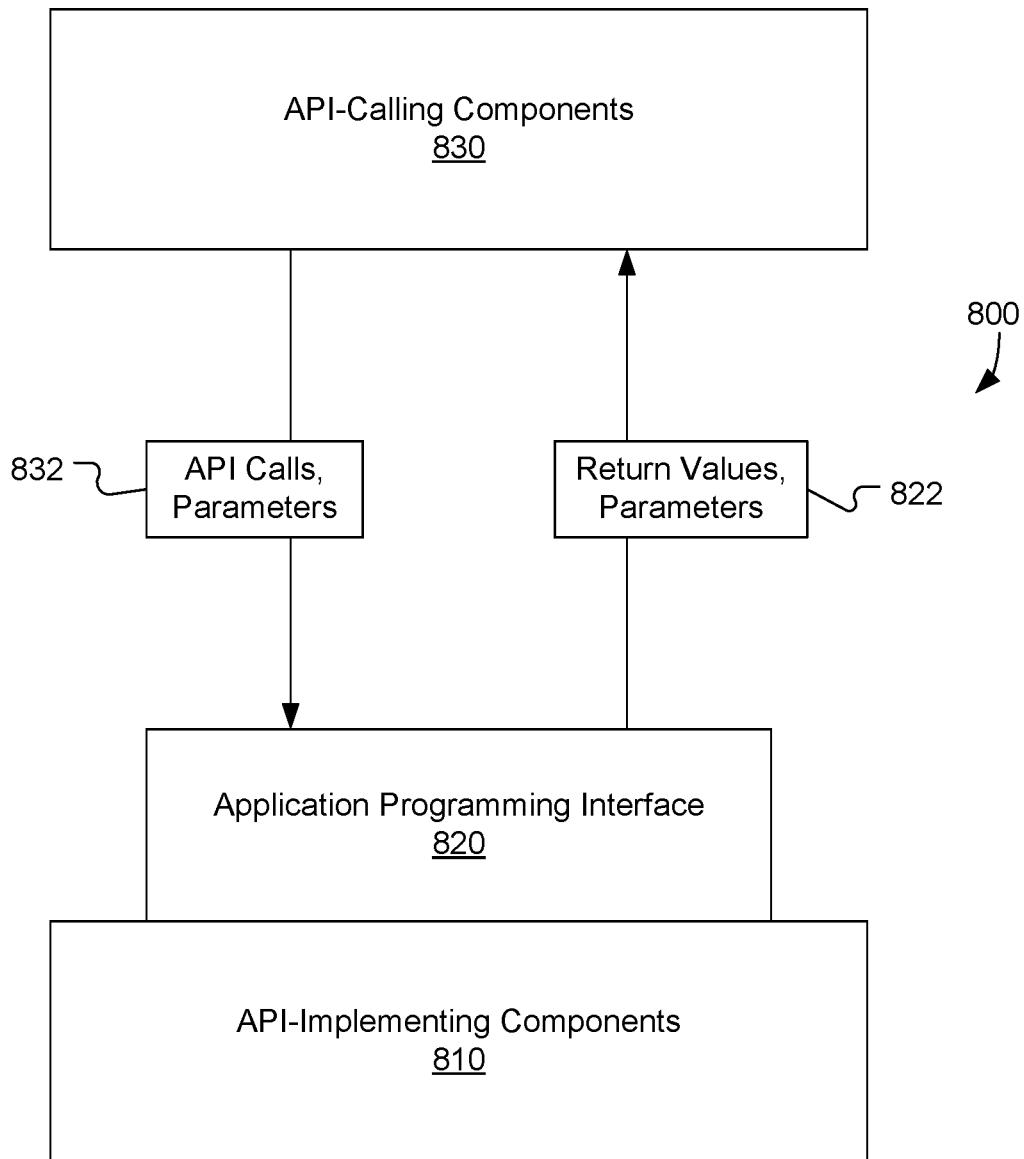 API-Calling Components
830
800
832
API Calls,
Parameters
Return Values,
Parameters
822
Application Programming Interface
820
API-Implementing Components
810